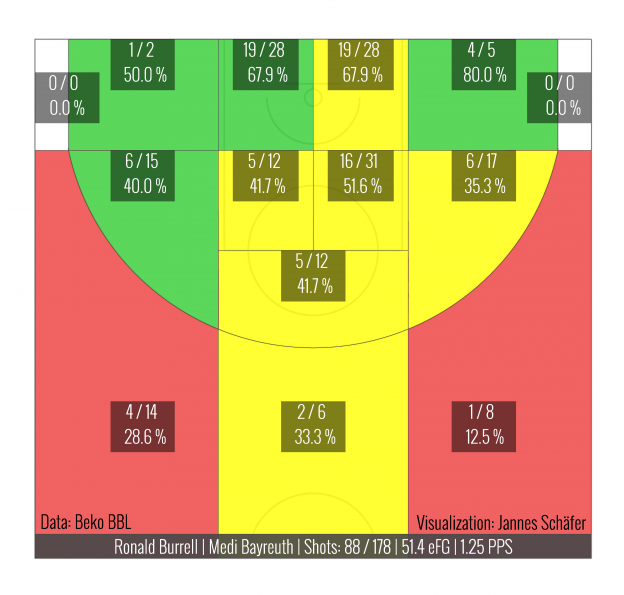 1 / 2
50.0 %
19 / 28
67.9 %
19 / 28
67.9 %
4 / 5
80.0 %
0 / 0
0.0 %
0 / 0
0.0 %
6 / 15
40.0 %
5 / 12
41.7 %
16 / 31
51.6 %
6 / 17
35.3 %
5 / 12
41.7 %
4 / 14
28.6 %
2 / 6
33.3 %
1 / 8
12.5 %
Data: Beko BBL
Visualization: Jannes Schäfer
Ronald Burrell | Medi Bayreuth | Shots: 88 / 178 | 51.4 eFG | 1.25 PPS